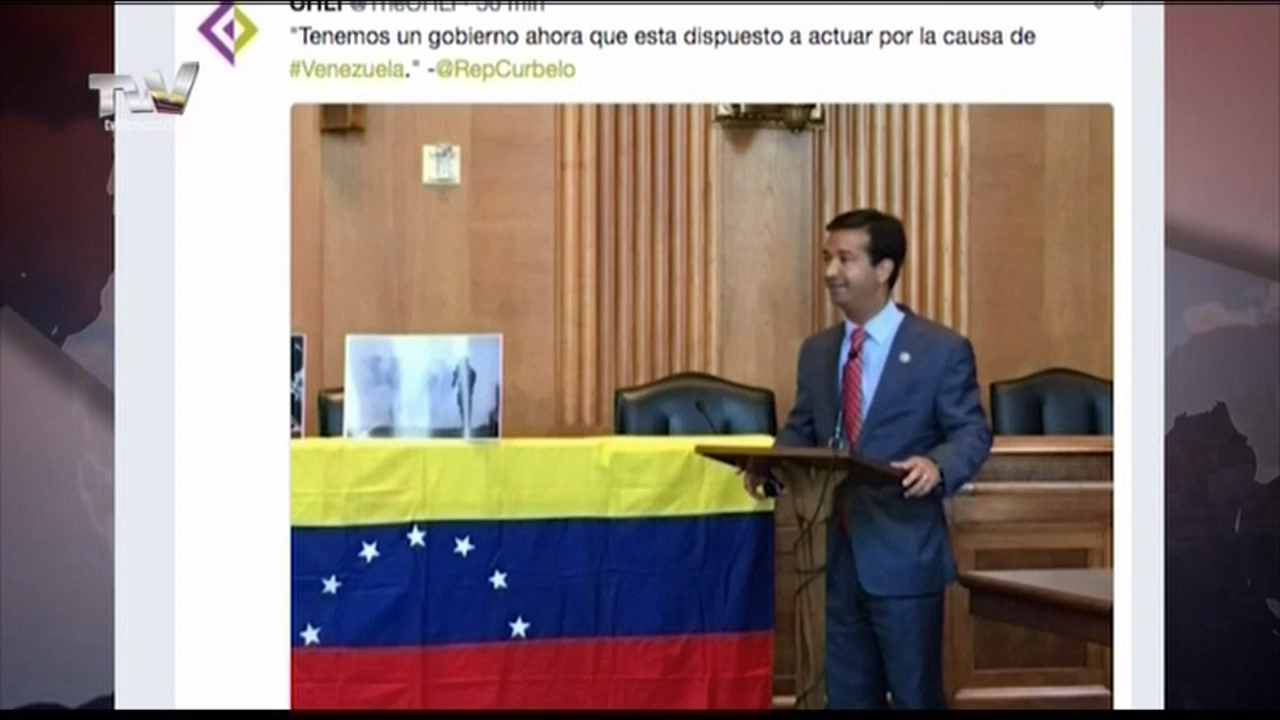 "Tenemos un gobierno ahora que esta dispuesto a actuar por la causa de
#Venezuela." -@RepCurbelo